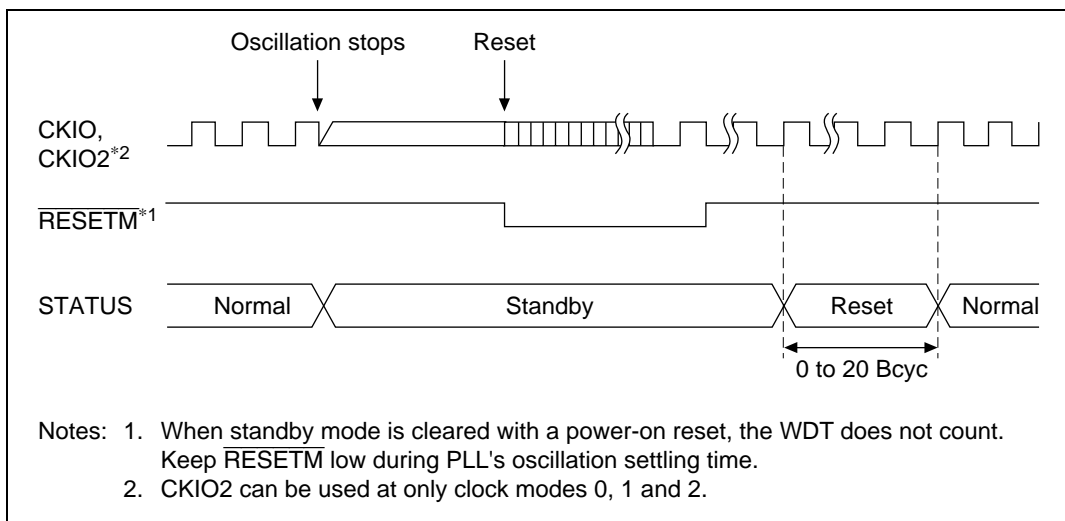 Oscillation stops Reset
CKIO,
CKIO2*2
RESETM*1
STATUS Normal Standby Reset Normal
0 to 20 Bcyc
Notes: 1. When standby mode is cleared with a power-on reset, the WDT does not count.
Keep RESETM low during PLL's oscillation settling time.
2. CKIO2 can be used at only clock modes 0, 1 and 2.